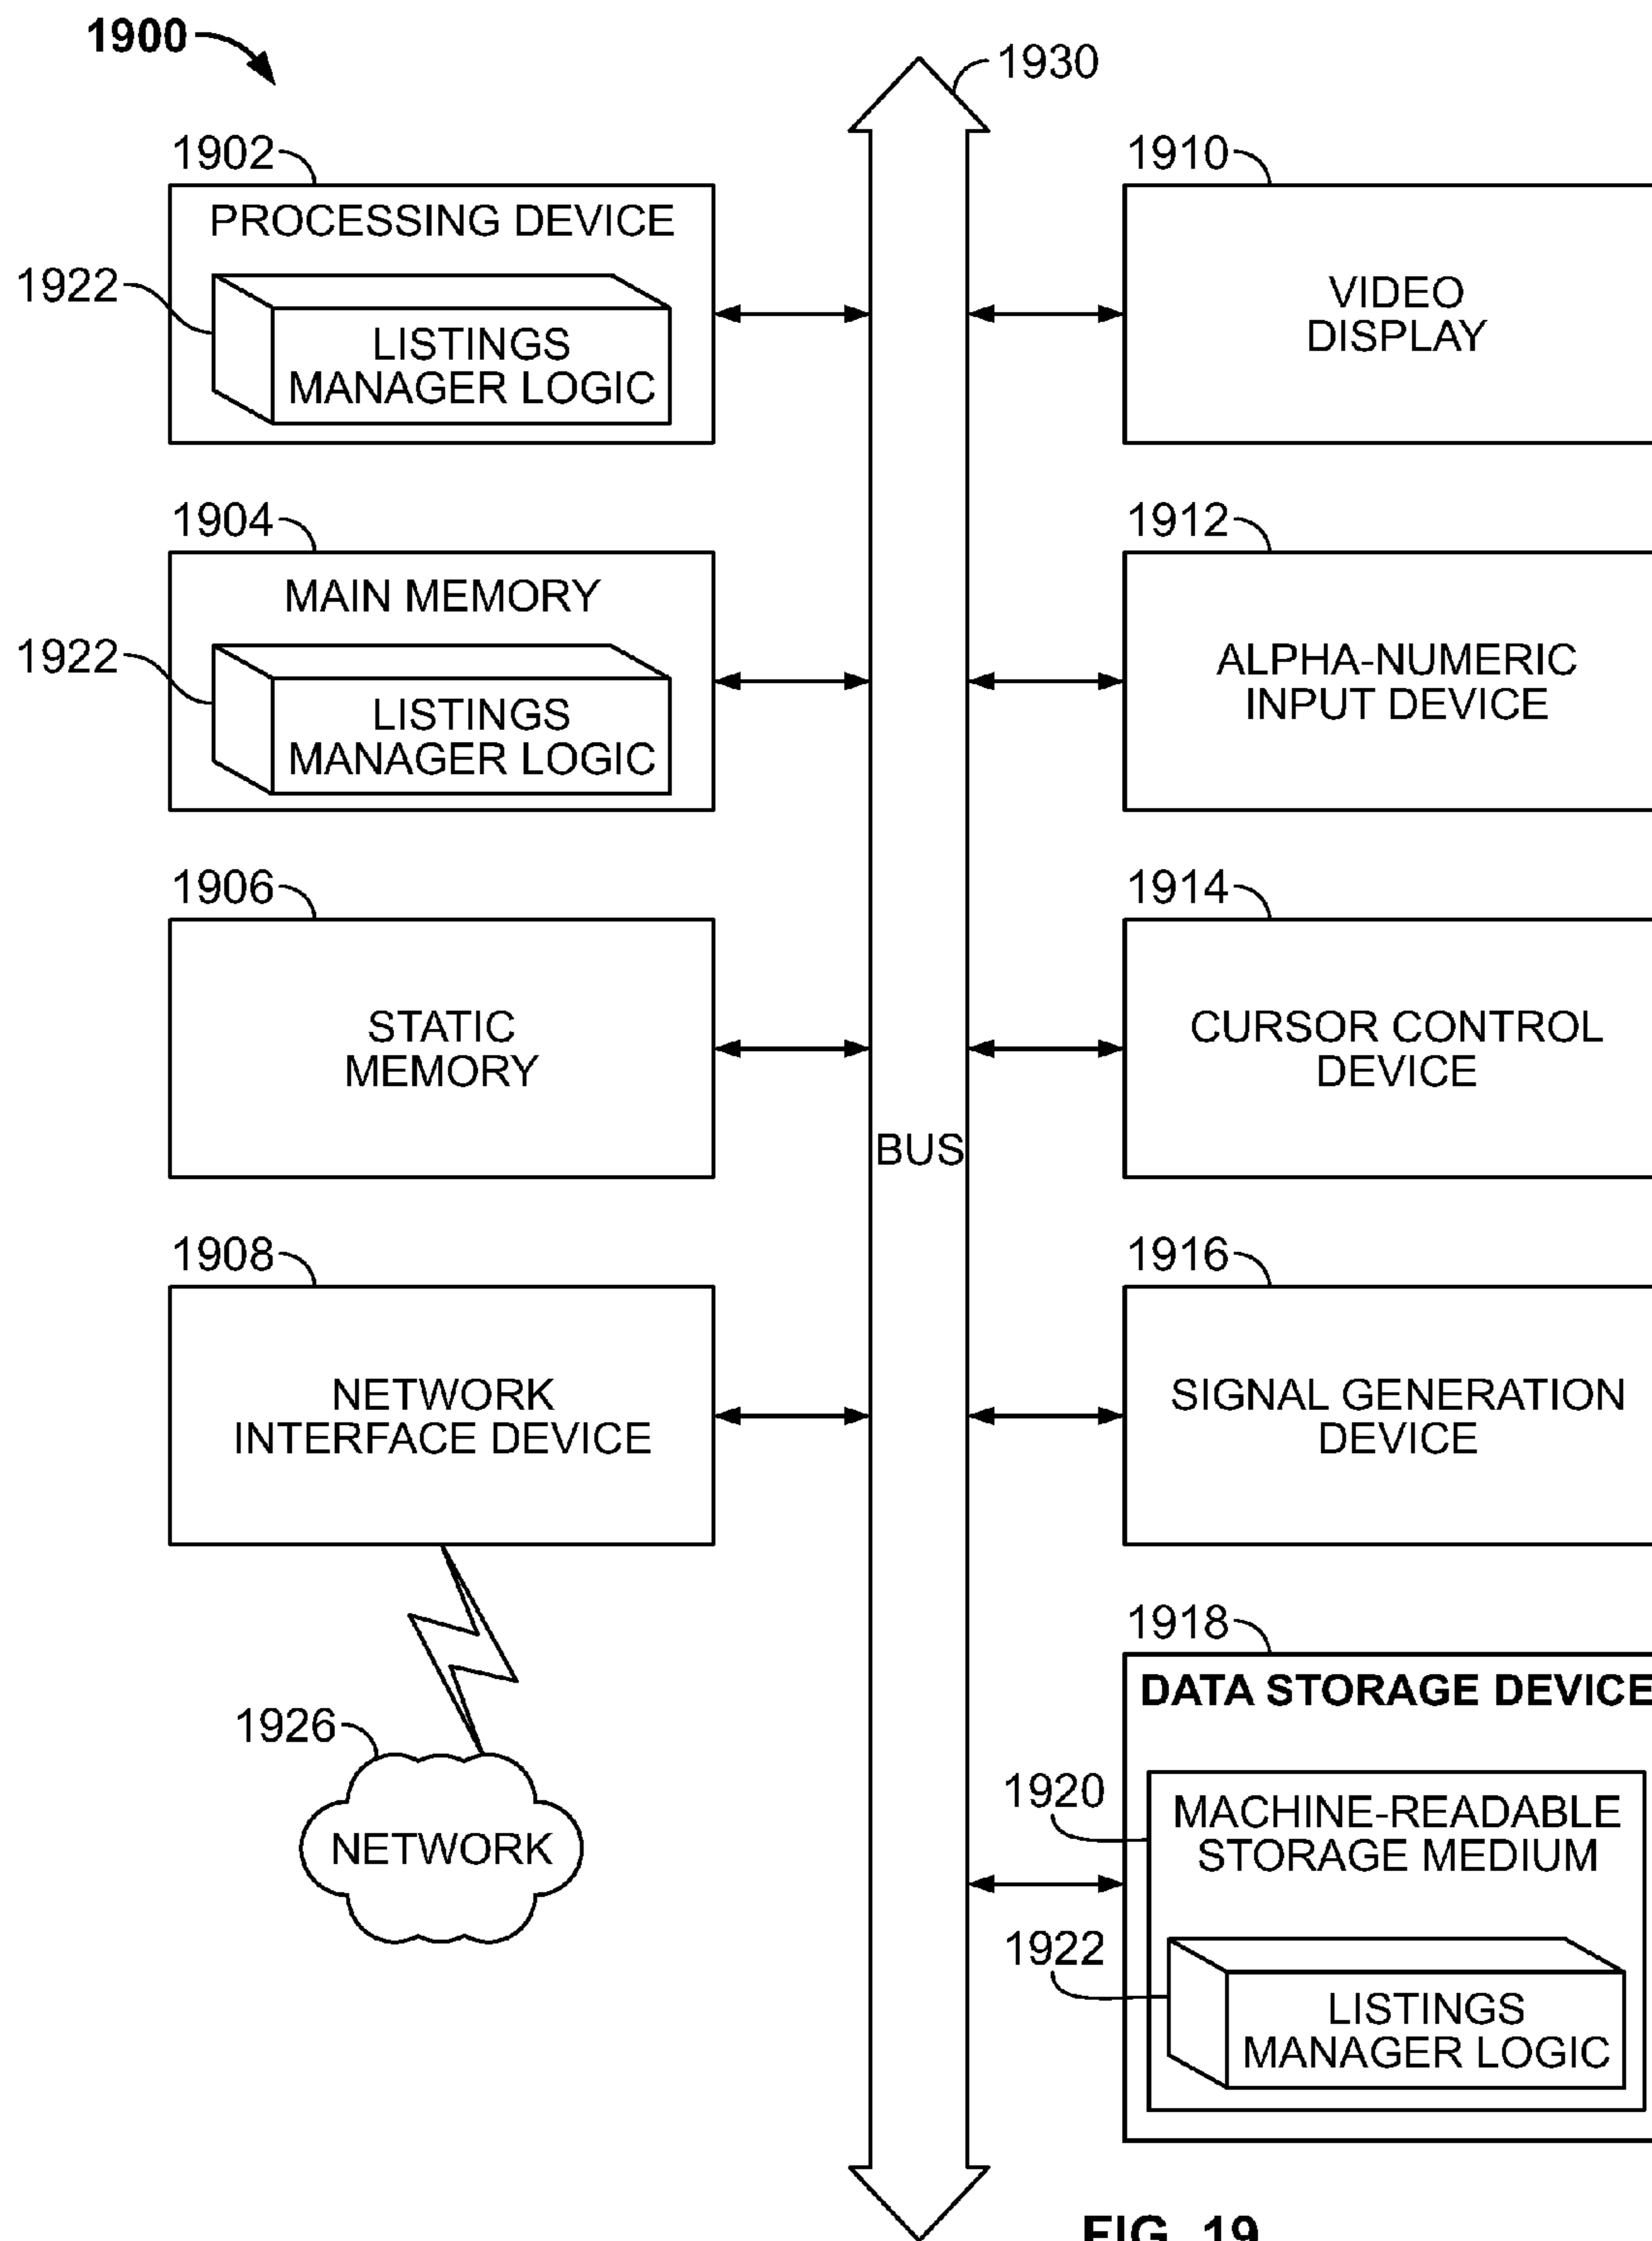 1900
1930
1902
PROCESSING DEVICE
1922
LISTINGS
MANAGER LOGIC
1904
MAIN MEMORY
1922
LISTINGS
MANAGER LOGIC
1906
STATIC
MEMORY
1908
NETWORK
INTERFACE DEVICE
1926
NETWORK
BUS
1910
VIDEO
DISPLAY
1912
ALPHA-NUMERIC
INPUT DEVICE
1914
CURSOR CONTROL
DEVICE
1916
SIGNAL GENERATION
DEVICE
1918
DATA STORAGE DEVICE
1920
MACHINE-READABLE
STORAGE MEDIUM
1922
LISTINGS
MANAGER LOGIC
FIG. 19